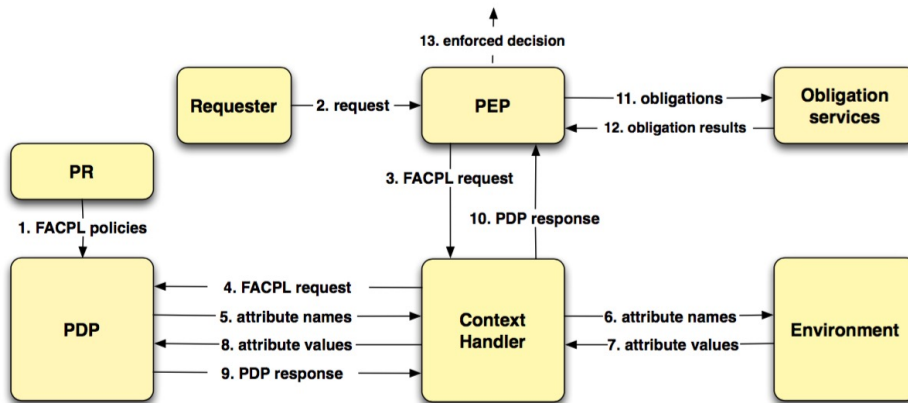 13. enforced decision
Requester
2. request
PEP
11. obligations
12. obligation results
Obligation
services
PR
1. FACPL policies
3. FACPL request
10. PDP response
PDP
4. FACPL request
5. attribute names
8. attribute values
9. PDP response
Context
Handler
6. attribute names
7. attribute values
Environment